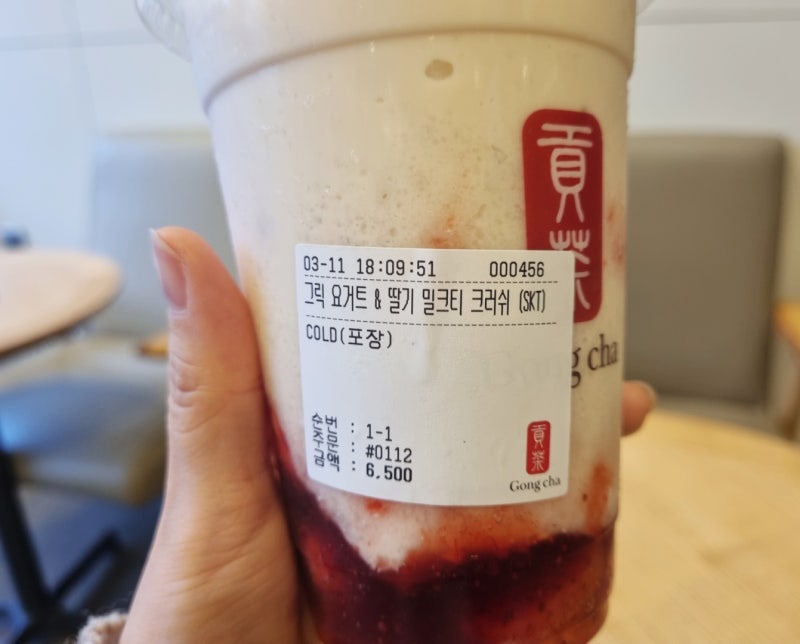 貢茶
Gong cha
03-11 18:09:51 000456
그릭 요거트 & 딸기 밀크티 크러쉬 (SKT)
COLD(포장)
순번 : 1-1
주문 : #0112
금액 : 6,500
貢茶
Gong cha